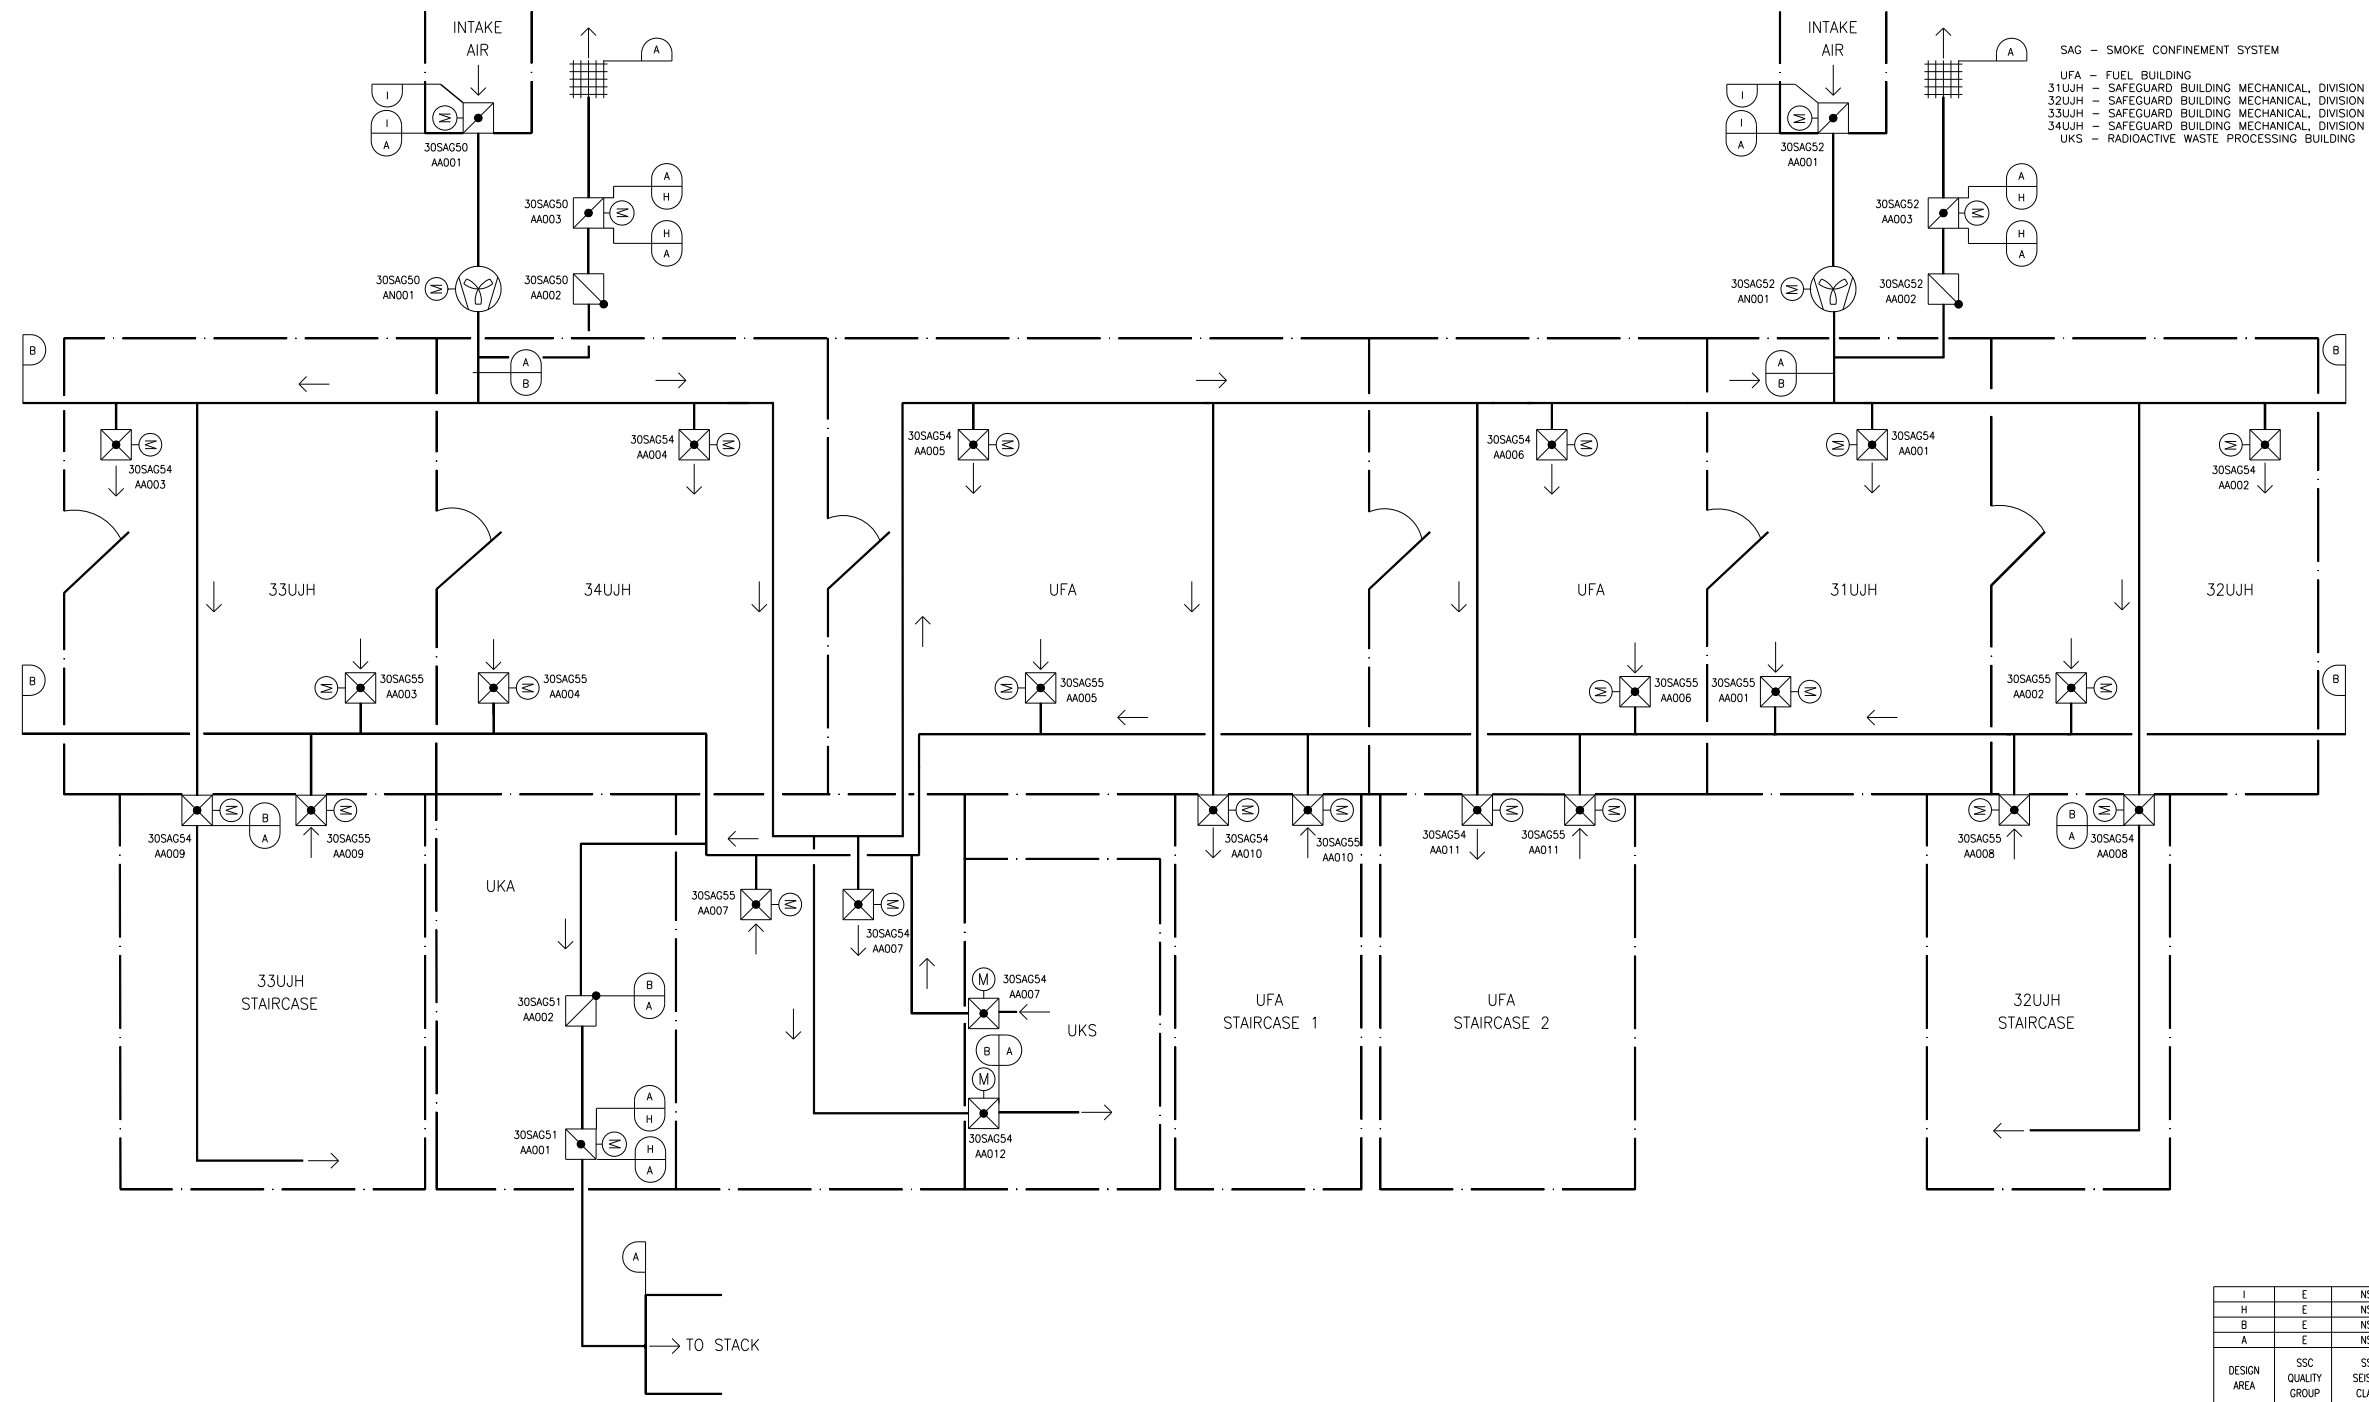 INTAKE
AIR
A
I
M
I
A
30SAG50
AA001
30SAG50
AA003
M
A
H
H
A
30SAG50
AN001
M
30SAG50
AA002
INTAKE
AIR
A
I
M
I
A
30SAG52
AA001
30SAG52
AA003
M
A
H
H
A
30SAG52
AN001
M
30SAG52
AA002
SAG – SMOKE CONFINEMENT SYSTEM
UFA – FUEL BUILDING
31UJH – SAFEGUARD BUILDING MECHANICAL, DIVISION
32UJH – SAFEGUARD BUILDING MECHANICAL, DIVISION
33UJH – SAFEGUARD BUILDING MECHANICAL, DIVISION
34UJH – SAFEGUARD BUILDING MECHANICAL, DIVISION
UKS – RADIOACTIVE WASTE PROCESSING BUILDING
B
A
B
A
B
B
M
30SAG54
AA003
30SAG54
AA004
M
30SAG54
AA005
M
30SAG54
AA006
M
M
30SAG54
AA001
M
30SAG54
AA002
33UJH
34UJH
UFA
UFA
31UJH
32UJH
B
M
30SAG55
AA003
M
30SAG55
AA004
M
30SAG55
AA005
M
30SAG55
AA006
30SAG55
AA001
M
30SAG55
AA002
M
B
M
B
A
30SAG54
AA009
M
30SAG55
AA009
M
30SAG54
AA010
M
30SAG55
AA010
M
30SAG54
AA011
M
30SAG55
AA011
M
30SAG55
AA008
B
A
M
30SAG54
AA008
UKA
30SAG55
AA007
M
M
30SAG54
AA007
33UJH
STAIRCASE
30SAG51
AA002
B
A
M
30SAG54
AA007
UKS
B A
M
30SAG54
AA012
UFA
STAIRCASE 1
UFA
STAIRCASE 2
32UJH
STAIRCASE
30SAG51
AA001
M
A
H
H
A
A
TO STACK
I E
H E
B E
A E
DESIGN
AREA
SSC
QUALITY
GROUP